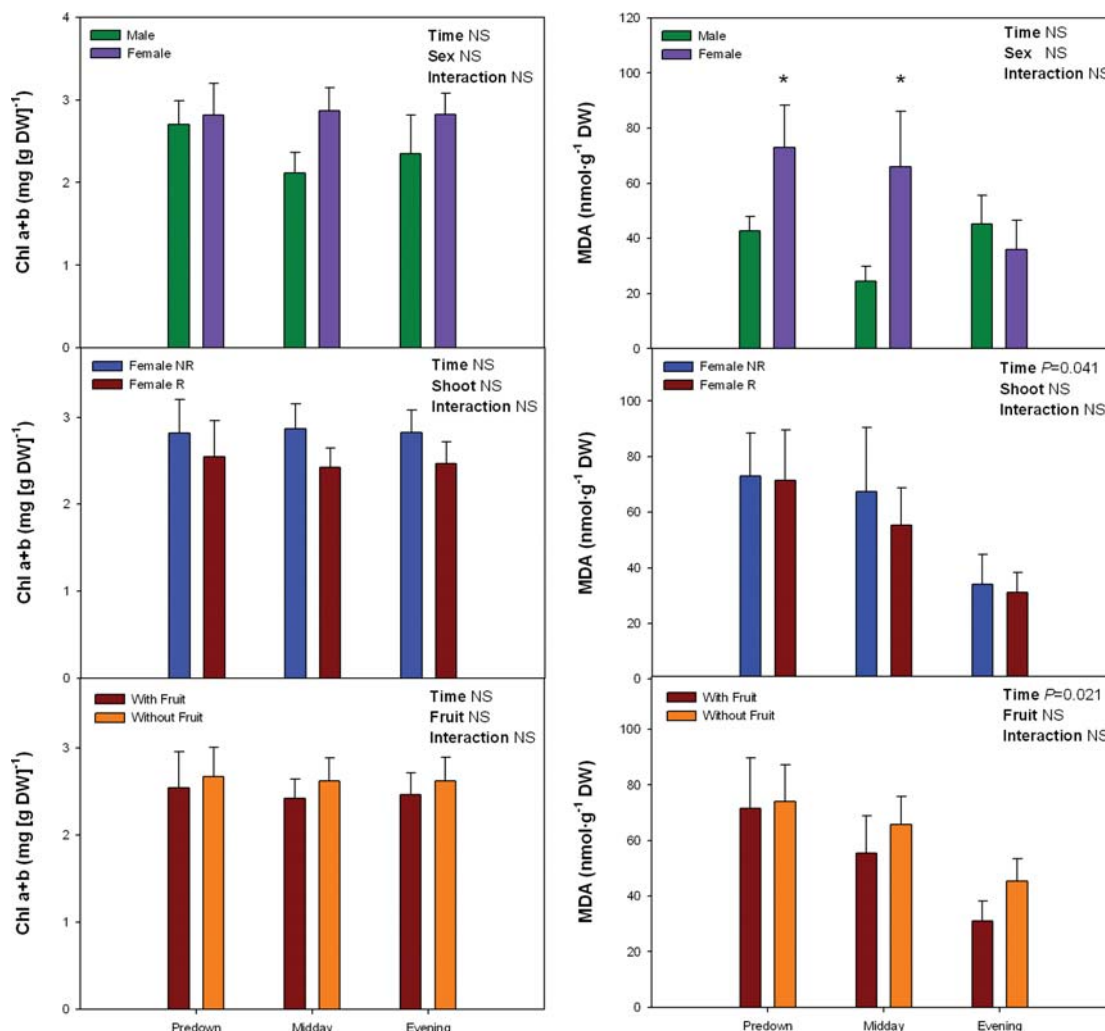 4
Male
Female
Time NS
Sex NS
Interaction NS
3
2
1
0
Chl a+b (mg [g DW]⁻¹)
120
Male
Female
Time NS
Sex NS
Interaction NS
100
80
60
40
20
0
* *
MDA (nmol·g⁻¹ DW)
Female NR
Female R
Time NS
Shoot NS
Interaction NS
3
2
1
0
Chl a+b (mg [g DW]⁻¹)
Female NR
Female R
Time P=0.041
Shoot NS
Interaction NS
100
80
60
40
20
0
MDA (nmol·g⁻¹ DW)
With Fruit
Without Fruit
Time NS
Fruit NS
Interaction NS
3
2
1
0
Chl a+b (mg [g DW]⁻¹)
Predown Midday Evening
With Fruit
Without Fruit
Time P=0.021
Fruit NS
Interaction NS
100
80
60
40
20
0
MDA (nmol·g⁻¹ DW)
Predown Midday Evening